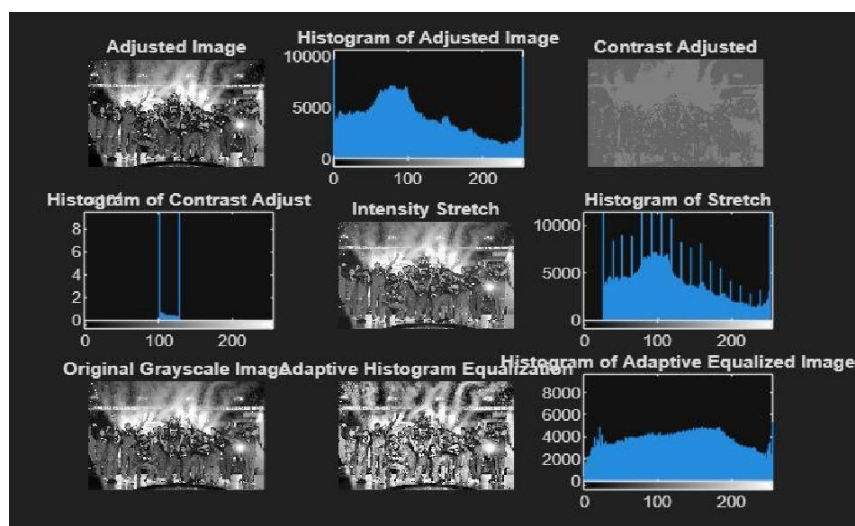 Adjusted Image
Histogram of Adjusted Image
10000
5000
0
0 100 200
Contrast Adjusted
Histogram of Contrast Adjust
8
6
4
2
0
0 100 200
Intensity Stretch
Histogram of Stretch
10000
5000
0
0 100 200
Original Grayscale Image
Adaptive Histogram Equalization
Histogram of Adaptive Equalized Image
8000
6000
4000
2000
0
0 100 200